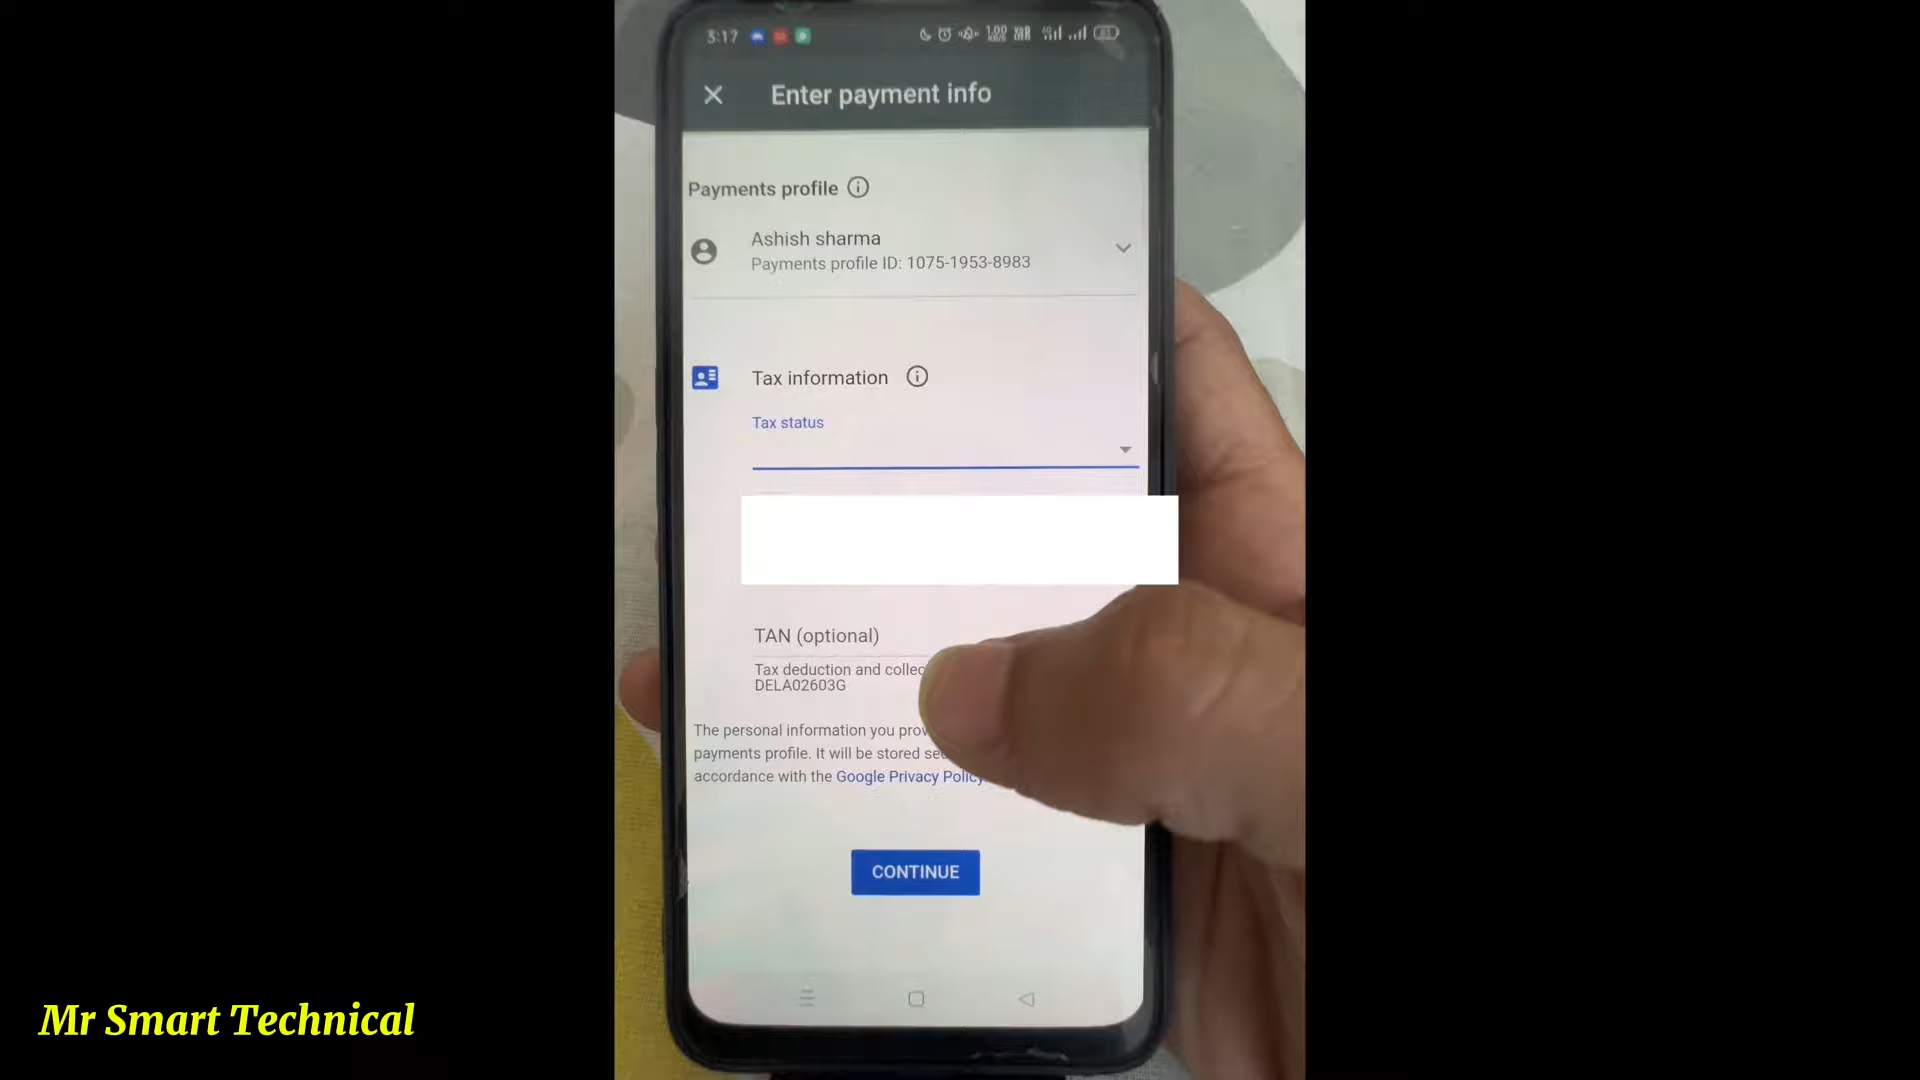 3:17
Enter payment info
Payments profile
Ashish sharma
Payments profile ID: 1075-1953-8983
Tax information
Tax status
TAN (optional)
Tax deduction and collec
DELA02603G
The personal information you prov
payments profile. It will be stored sec
accordance with the Google Privacy Policy.
CONTINUE
Mr Smart Technical